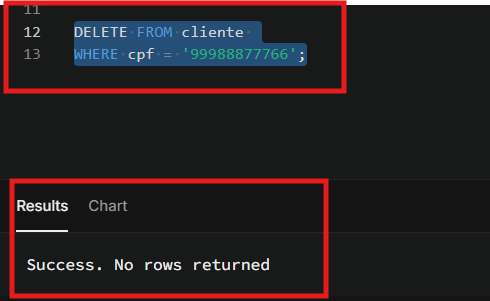 11
12 DELETE FROM cliente
13 WHERE cpf = '99988877766';
Results Chart
Success. No rows returned